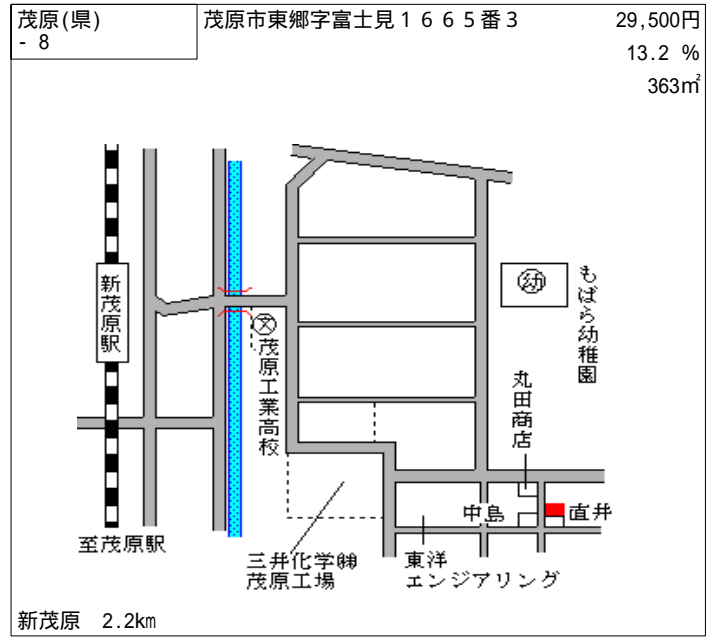 茂原(県)
- 8
茂原市東郷字富士見１６６５番３
29,500円
13.2 %
363㎡
新茂原駅
幼
もばら幼稚園
文
茂原工業高校
丸田商店
中島
直井
至茂原駅
三井化学㈱
茂原工場
東洋
エンジアリング
新茂原 2.2km